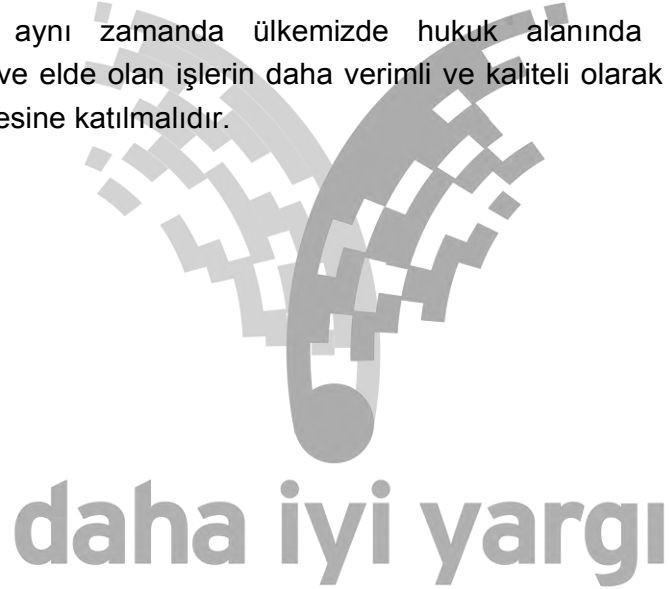 aynı zamanda ülkemizde hukuk alanında
ve elde olan işlerin daha verimli ve kaliteli olarak
esine katılmalıdır.
daha iyi yargı